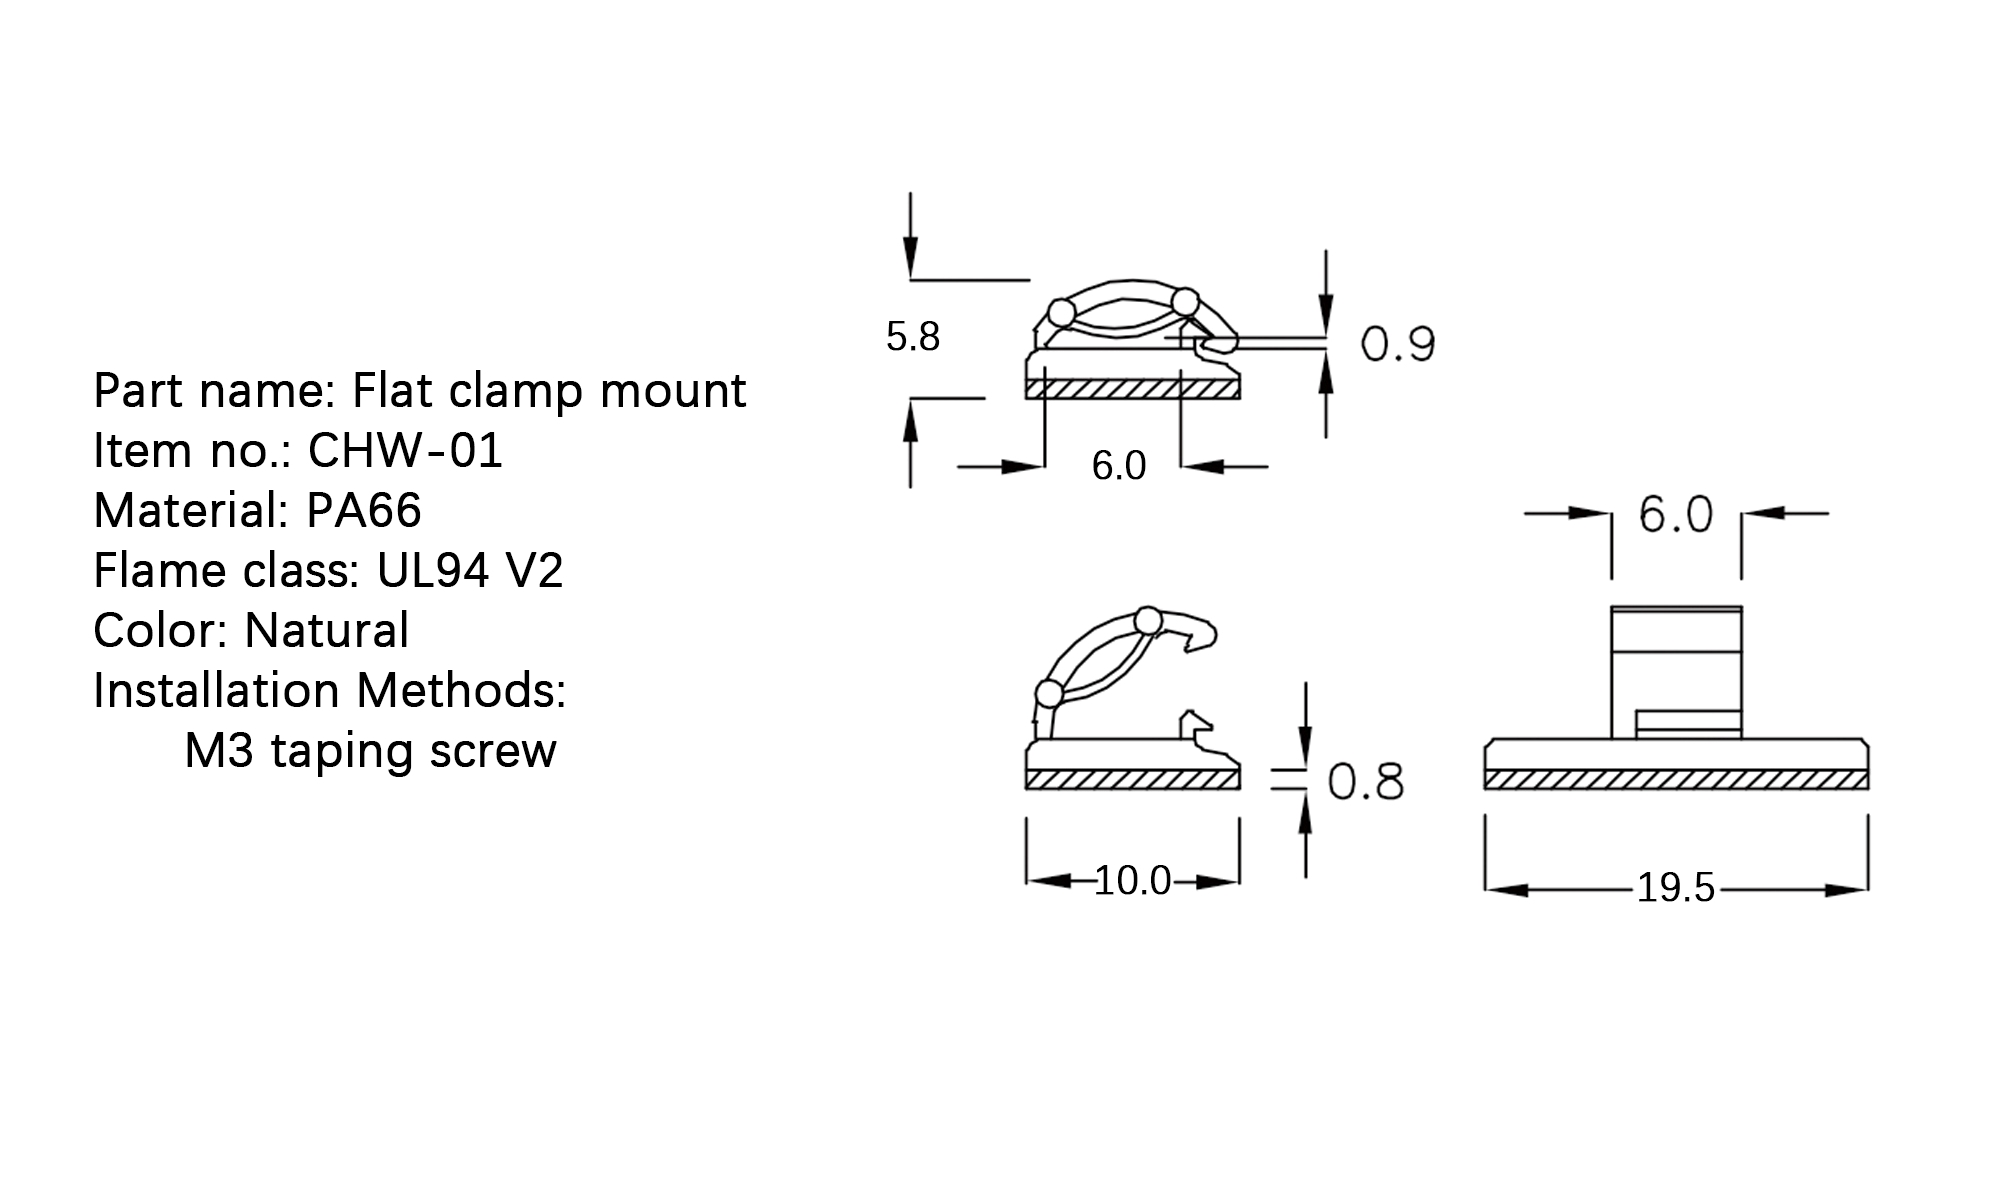 Part name: Flat clamp mount
Item no.: CHW-01
Material: PA66
Flame class: UL94 V2
Color: Natural
Installation Methods:
M3 taping screw
5.8
0.9
6.0
6.0
0.8
10.0
19.5